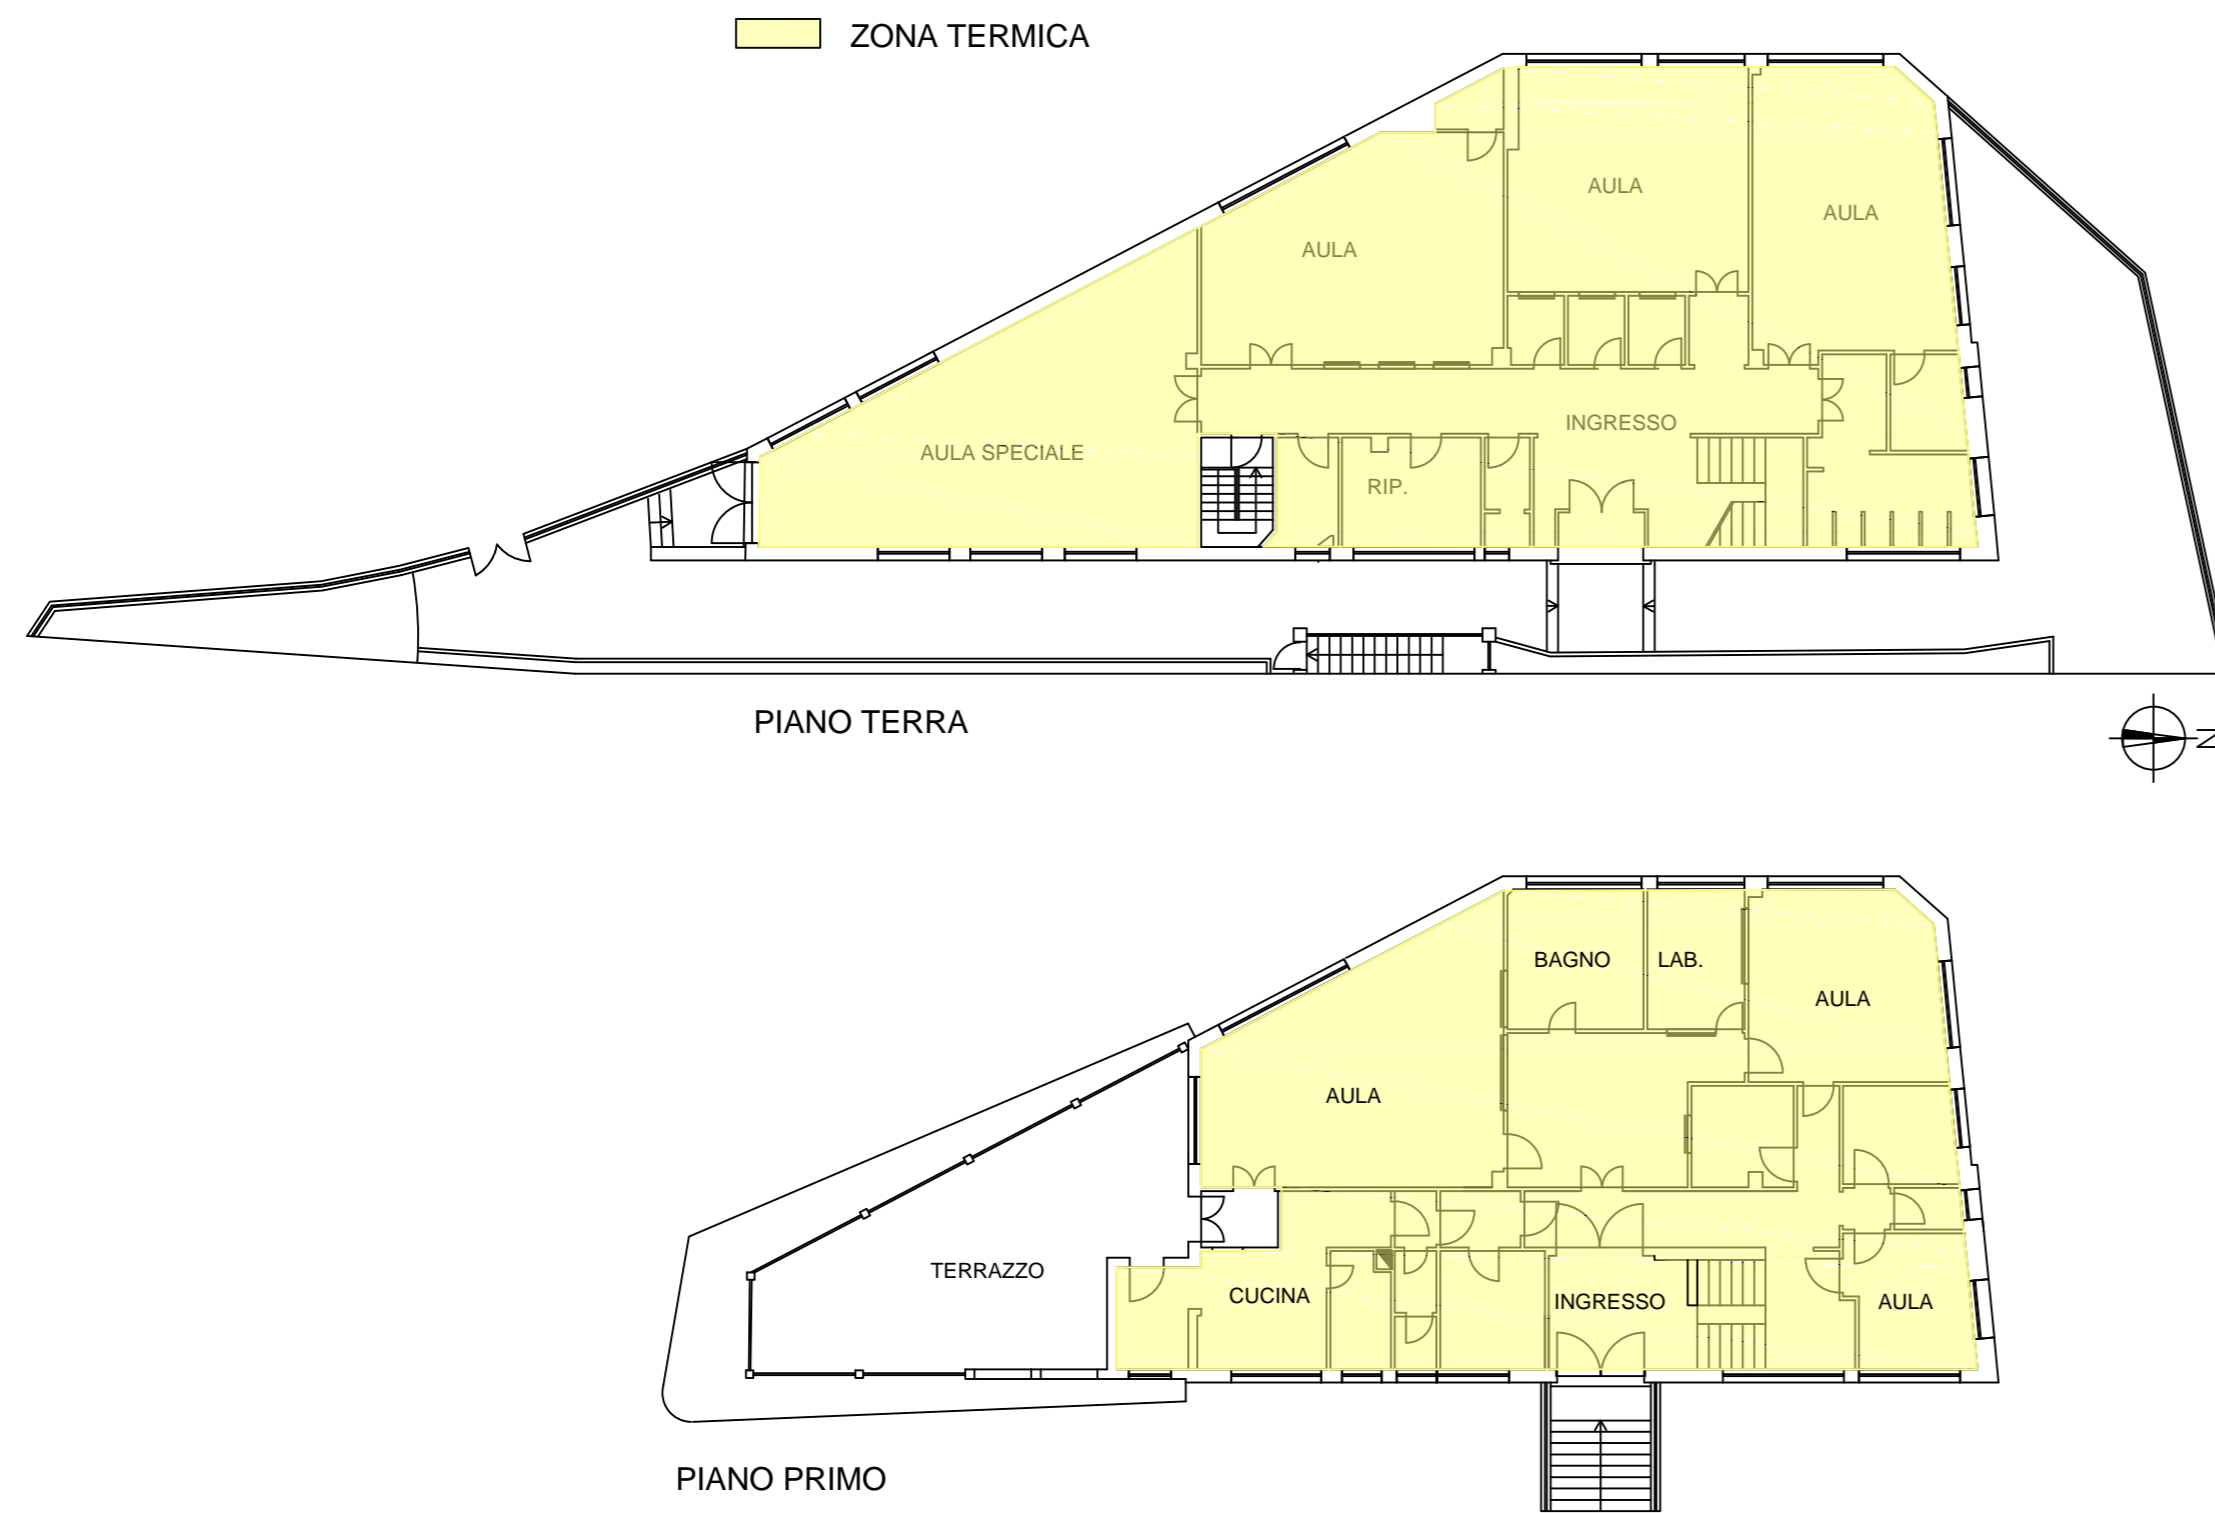 ZONA TERMICA
AULA
AULA
AULA
INGRESSO
AULA SPECIALE
RIP.
PIANO TERRA
N
BAGNO
LAB.
AULA
AULA
TERRAZZO
CUCINA
INGRESSO
AULA
PIANO PRIMO